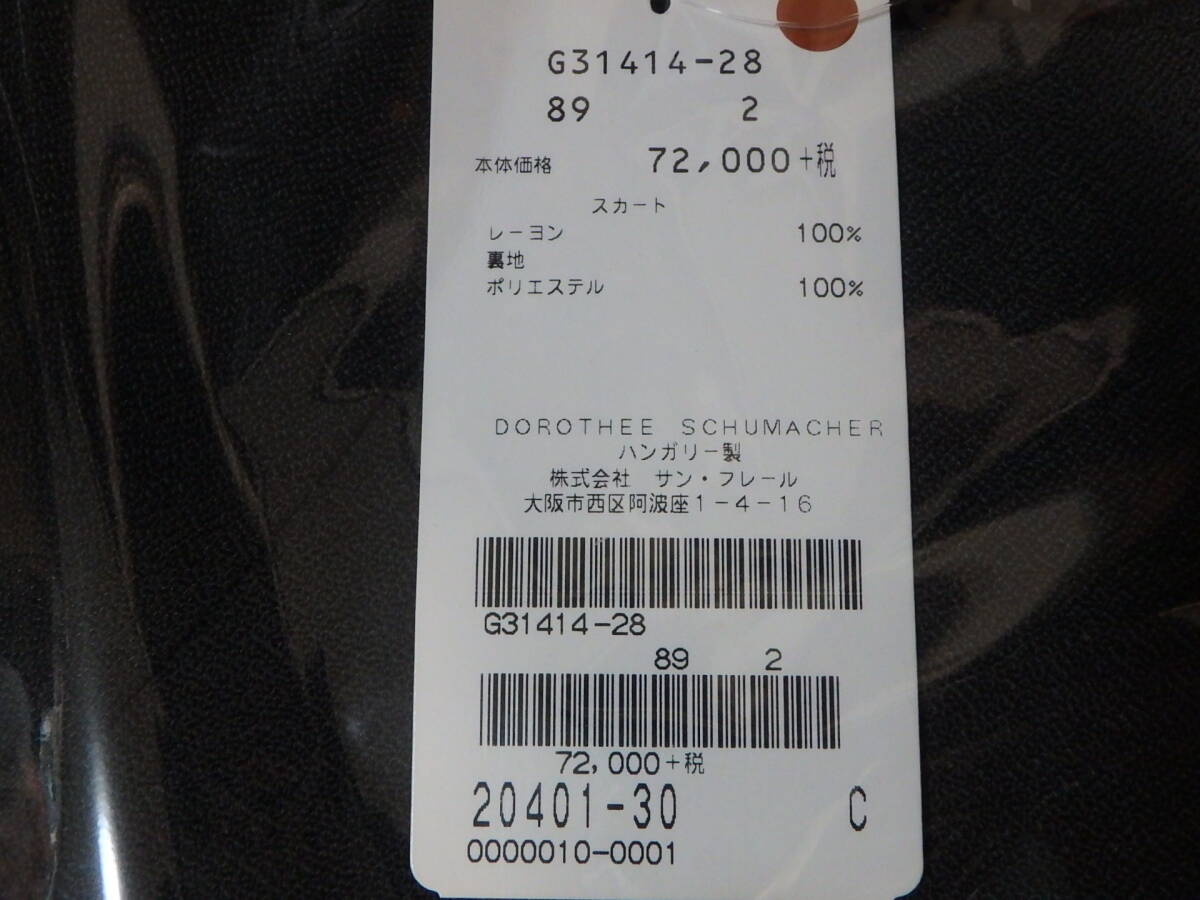 G31414-28
89 2
本体価格 72,000+税
スカート
レーヨン 100%
裏地
ポリエステル 100%
DOROTHEE SCHUMACHER
ハンガリー製
株式会社 サン・フレール
大阪市西区阿波座1-4-16
G31414-28
89 2
72,000+税
20401-30 C
0000010-0001